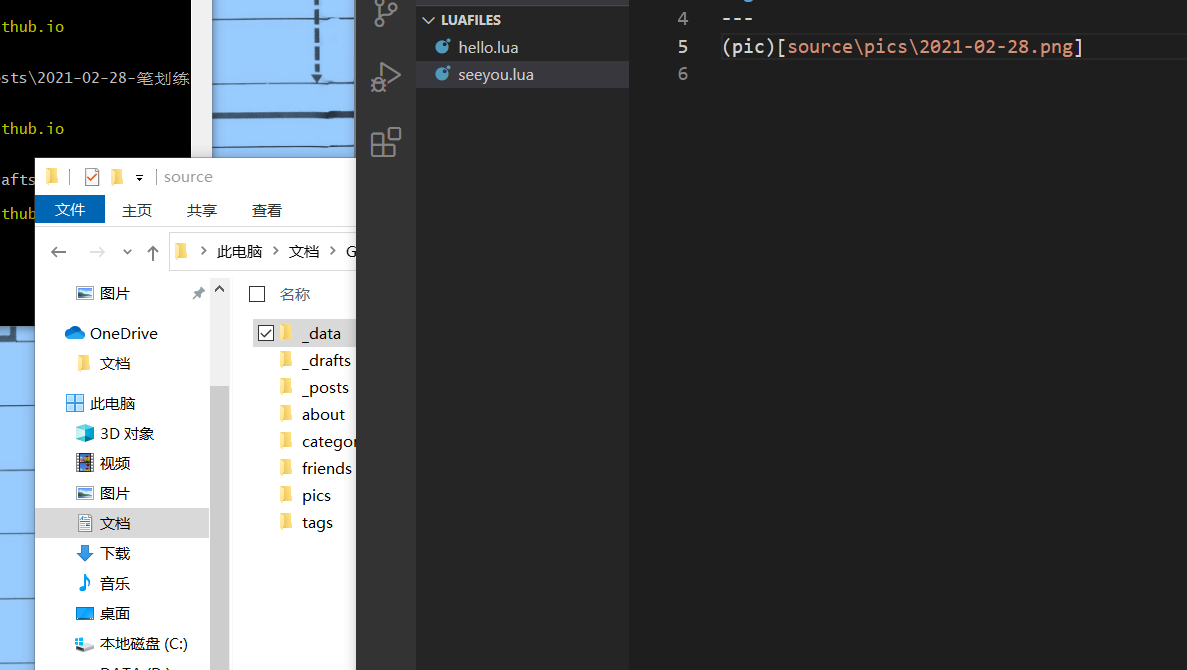 thub.io
sts\2021-02-28-笔划练
thub.io
afts
thub
source
文件 主页 共享 查看
此电脑 文档 G
图片
OneDrive
文档
此电脑
3D 对象
视频
图片
文档
下载
音乐
桌面
本地磁盘 (C:)
名称
_data
_drafts
_posts
about
categor
friends
pics
tags
LUAFILES
hello.lua
seeyou.lua
4 ---
5 (pic)[source\pics\2021-02-28.png]
6